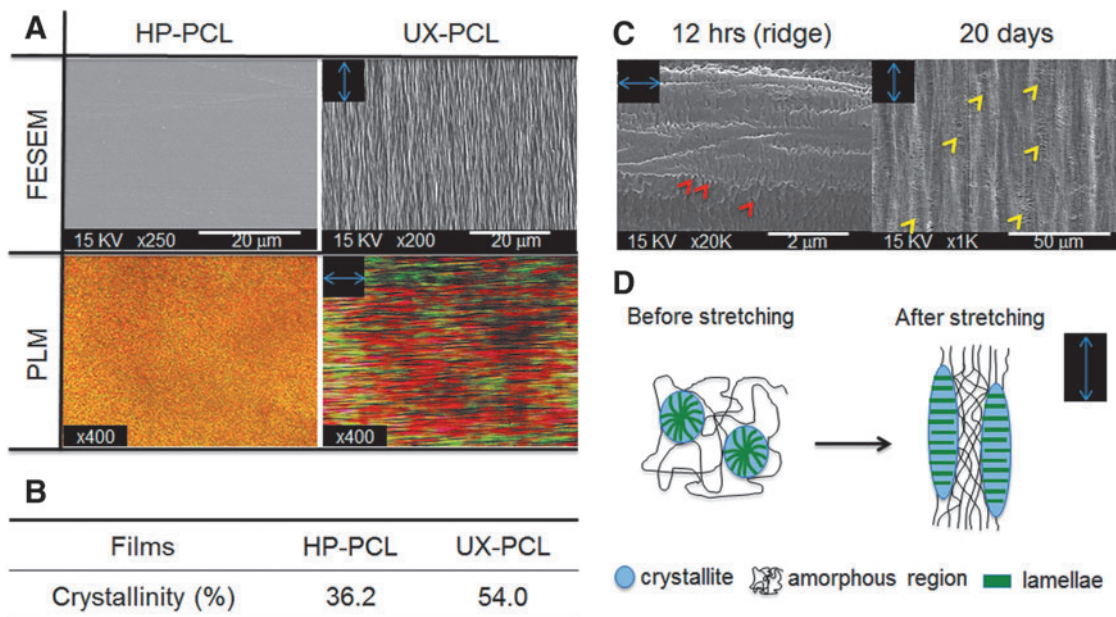 A
HP-PCL UX-PCL
FESEM
15 KV x250 20 μm
15 KV x200 20 μm
PLM
x400
x400
B
Films HP-PCL UX-PCL
Crystallinity (%) 36.2 54.0
C
12 hrs (ridge) 20 days
15 KV x20K 2 μm
15 KV x1K 50 μm
D
Before stretching After stretching
crystallite amorphous region lamellae